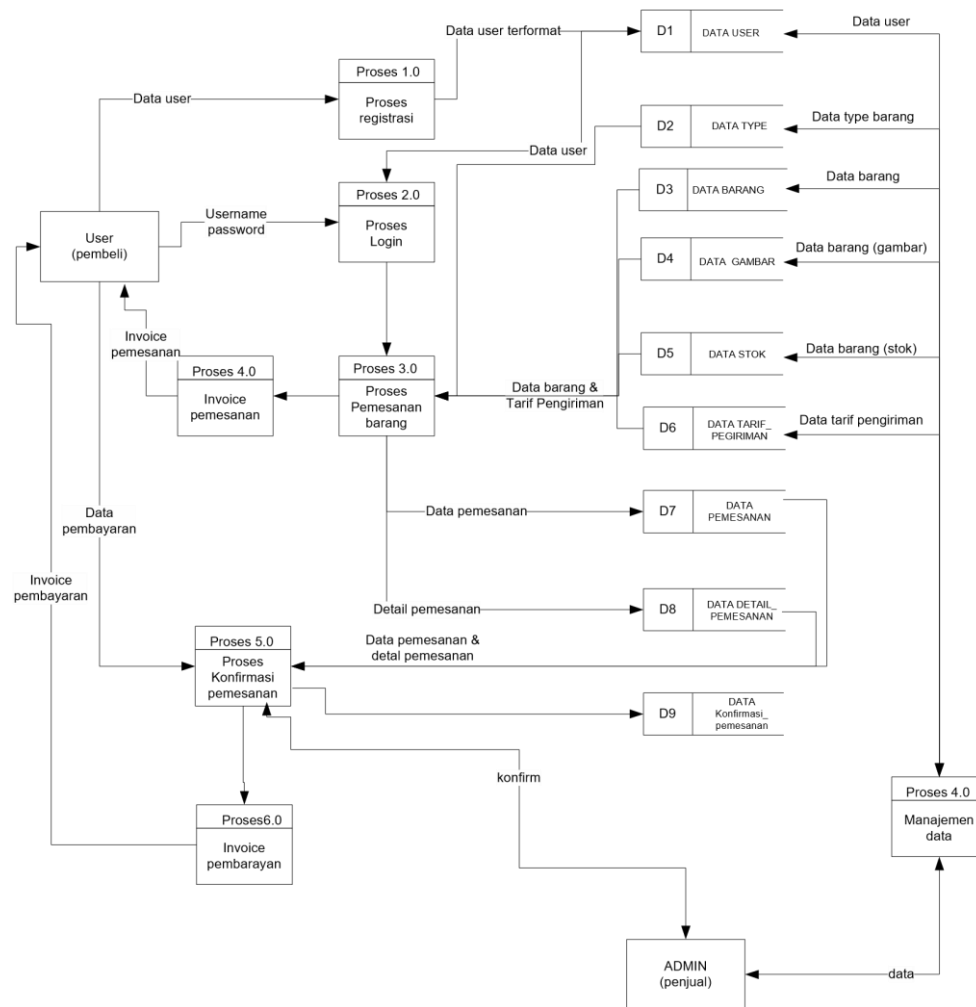 Data user terformat
D1
DATA USER
Data user
Proses 1.0
Proses
registrasi
Data user
D2
DATA TYPE
Data type barang
Data user
D3
DATA BARANG
Data barang
Proses 2.0
Proses
Login
Username
password
User
(pembeli)
D4
DATA GAMBAR
Data barang (gambar)
Invoice
pemesanan
Proses 4.0
Invoice
pemesanan
Proses 3.0
Proses
Pemesanan
barang
Data barang &
Tarif Pengiriman
D5
DATA STOK
Data barang (stok)
D6
DATA TARIF_
PEGIRIMAN
Data tarif pengiriman
Data
pembayaran
Data pemesanan
D7
DATA
PEMESANAN
Invoice
pembayaran
Detail pemesanan
D8
DATA DETAIL_
PEMESANAN
Data pemesanan &
detal pemesanan
Proses 5.0
Proses
Konfirmasi
pemesanan
D9
DATA
Konfirmasi_
pemesanan
konfirm
Proses 4.0
Manajemen
data
Proses6.0
Invoice
pembarayan
ADMIN
(penjual)
data